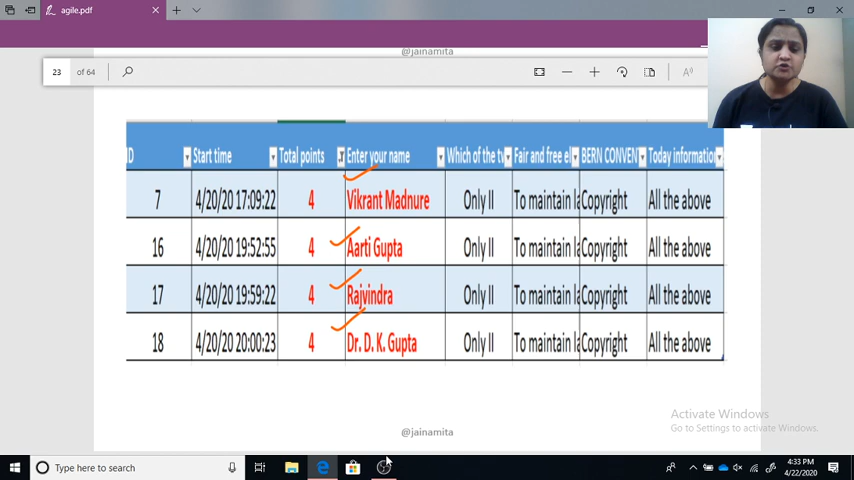 agile.pdf
@jainamita
23 of 64
ID Start time Total points Enter your name Which of the tv Fair and free el BERN CONVENT Today information
7 4/20/20 17:09:22 4 Vikrant Madnure Only II To maintain la Copyright All the above
16 4/20/20 19:52:55 4 Aarti Gupta Only II To maintain la Copyright All the above
17 4/20/20 19:59:22 4 Rajvindra Only II To maintain la Copyright All the above
18 4/20/20 20:00:23 4 Dr. D. K. Gupta Only II To maintain la Copyright All the above
Activate Windows
Go to Settings to activate Windows.
@jainamita
Type here to search
4:33 PM
4/22/2020